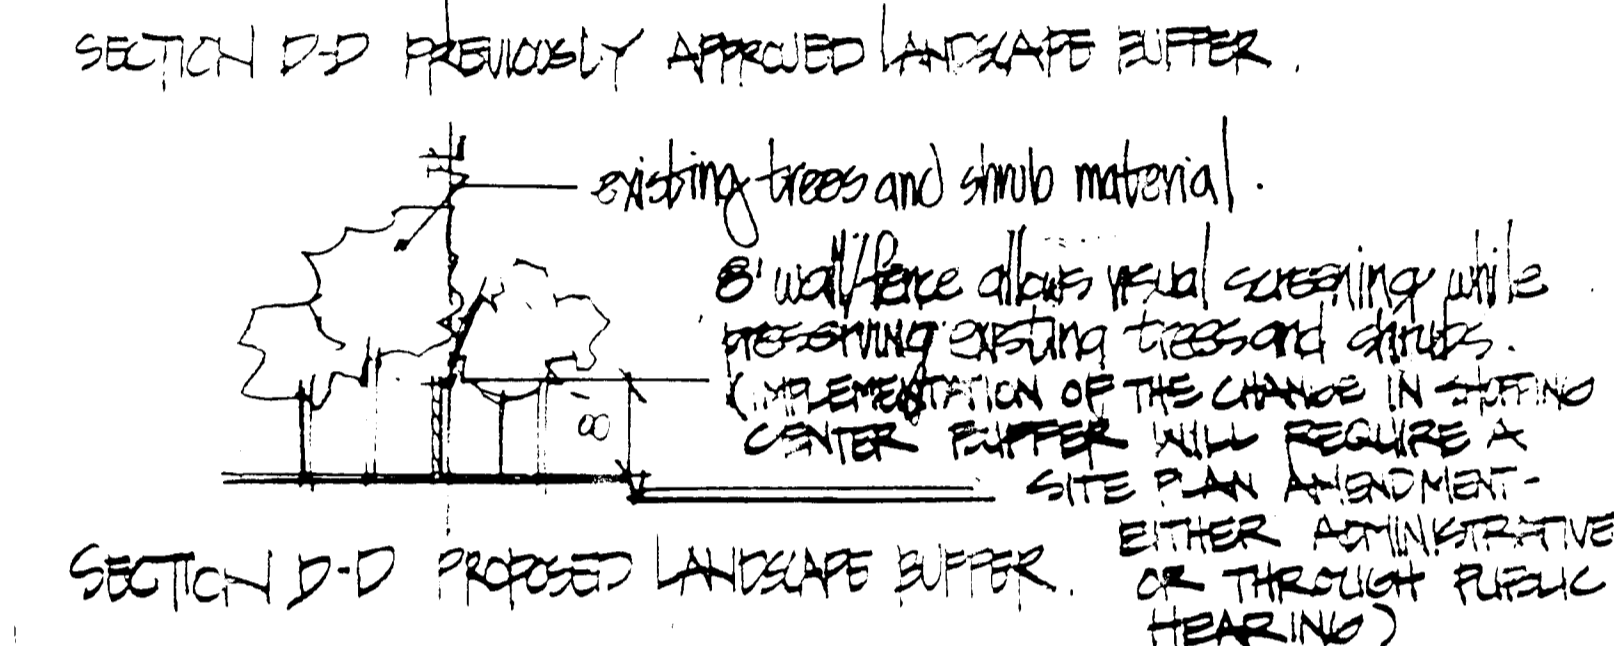 SECTION D-D PREVIOUSLY APPROVED LANDSCAPE BUFFER.
existing trees and shrub material.
8' wall/fence allows visual screening while
preserving existing trees and shrubs.
(IMPLEMENTATION OF THE CHANGE IN SHOPPING
CENTER BUFFER WILL REQUIRE A
SITE PLAN AMENDMENT-
EITHER ADMINISTRATIVE
OR THROUGH PUBLIC
HEARING)
8
SECTION D-D PROPOSED LANDSCAPE BUFFER.